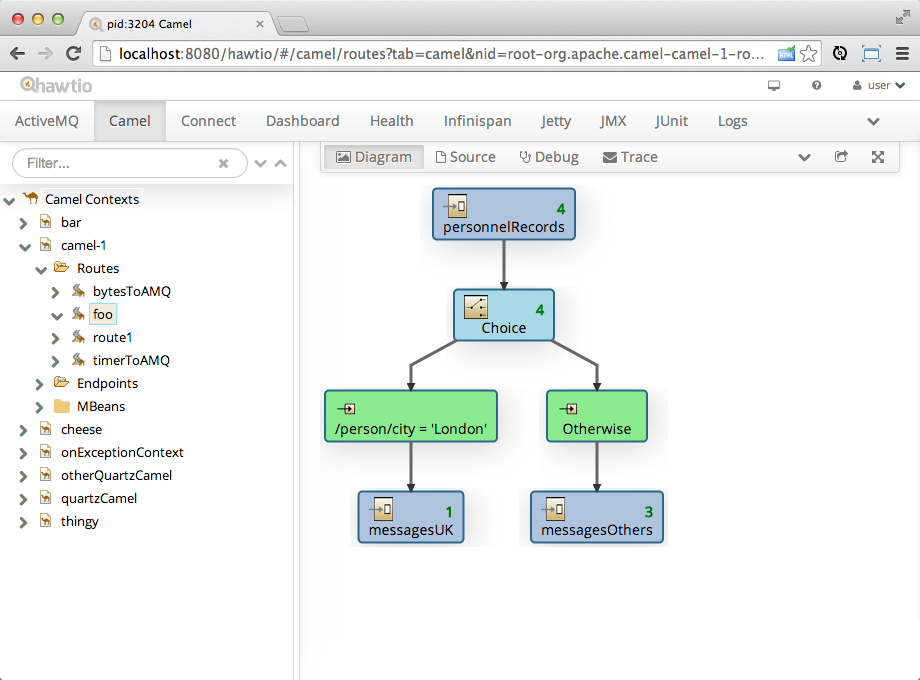 pid:3204 Camel
localhost:8080/hawtio/#/camel/routes?tab=camel&nid=root-org.apache.camel-camel-1-ro...
hawtio
user
ActiveMQ Camel Connect Dashboard Health Infinispan Jetty JMX JUnit Logs
Filter...
Diagram Source Debug Trace
Camel Contexts
bar
camel-1
Routes
bytesToAMQ
foo
route1
timerToAMQ
Endpoints
MBeans
cheese
onExceptionContext
otherQuartzCamel
quartzCamel
thingy
4
personnelRecords
4
Choice
/person/city = 'London'
Otherwise
1
messagesUK
3
messagesOthers